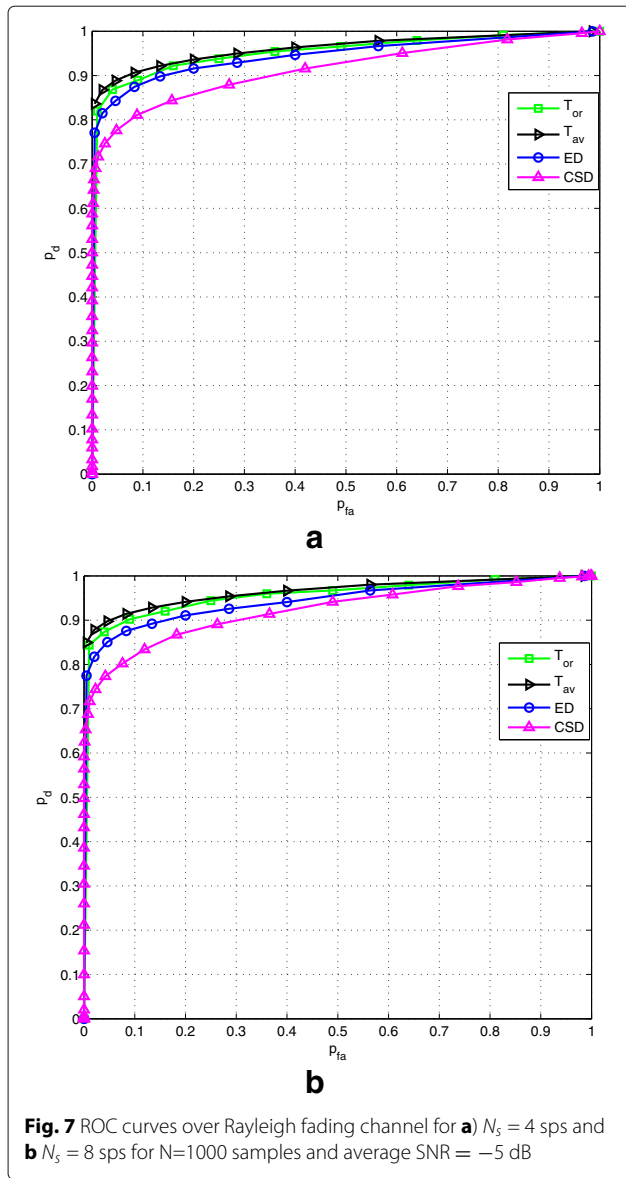 1
0.9
0.8
0.7
0.6
0.5
0.4
0.3
0.2
0.1
0
p_d
T_or
T_av
ED
CSD
0 0.1 0.2 0.3 0.4 0.5 0.6 0.7 0.8 0.9 1
p_fa
a
1
0.9
0.8
0.7
0.6
0.5
0.4
0.3
0.2
0.1
0
p_d
T_or
T_av
ED
CSD
0 0.1 0.2 0.3 0.4 0.5 0.6 0.7 0.8 0.9 1
p_fa
b
Fig. 7 ROC curves over Rayleigh fading channel for a) N_s = 4 sps and
b N_s = 8 sps for N=1000 samples and average SNR = −5 dB